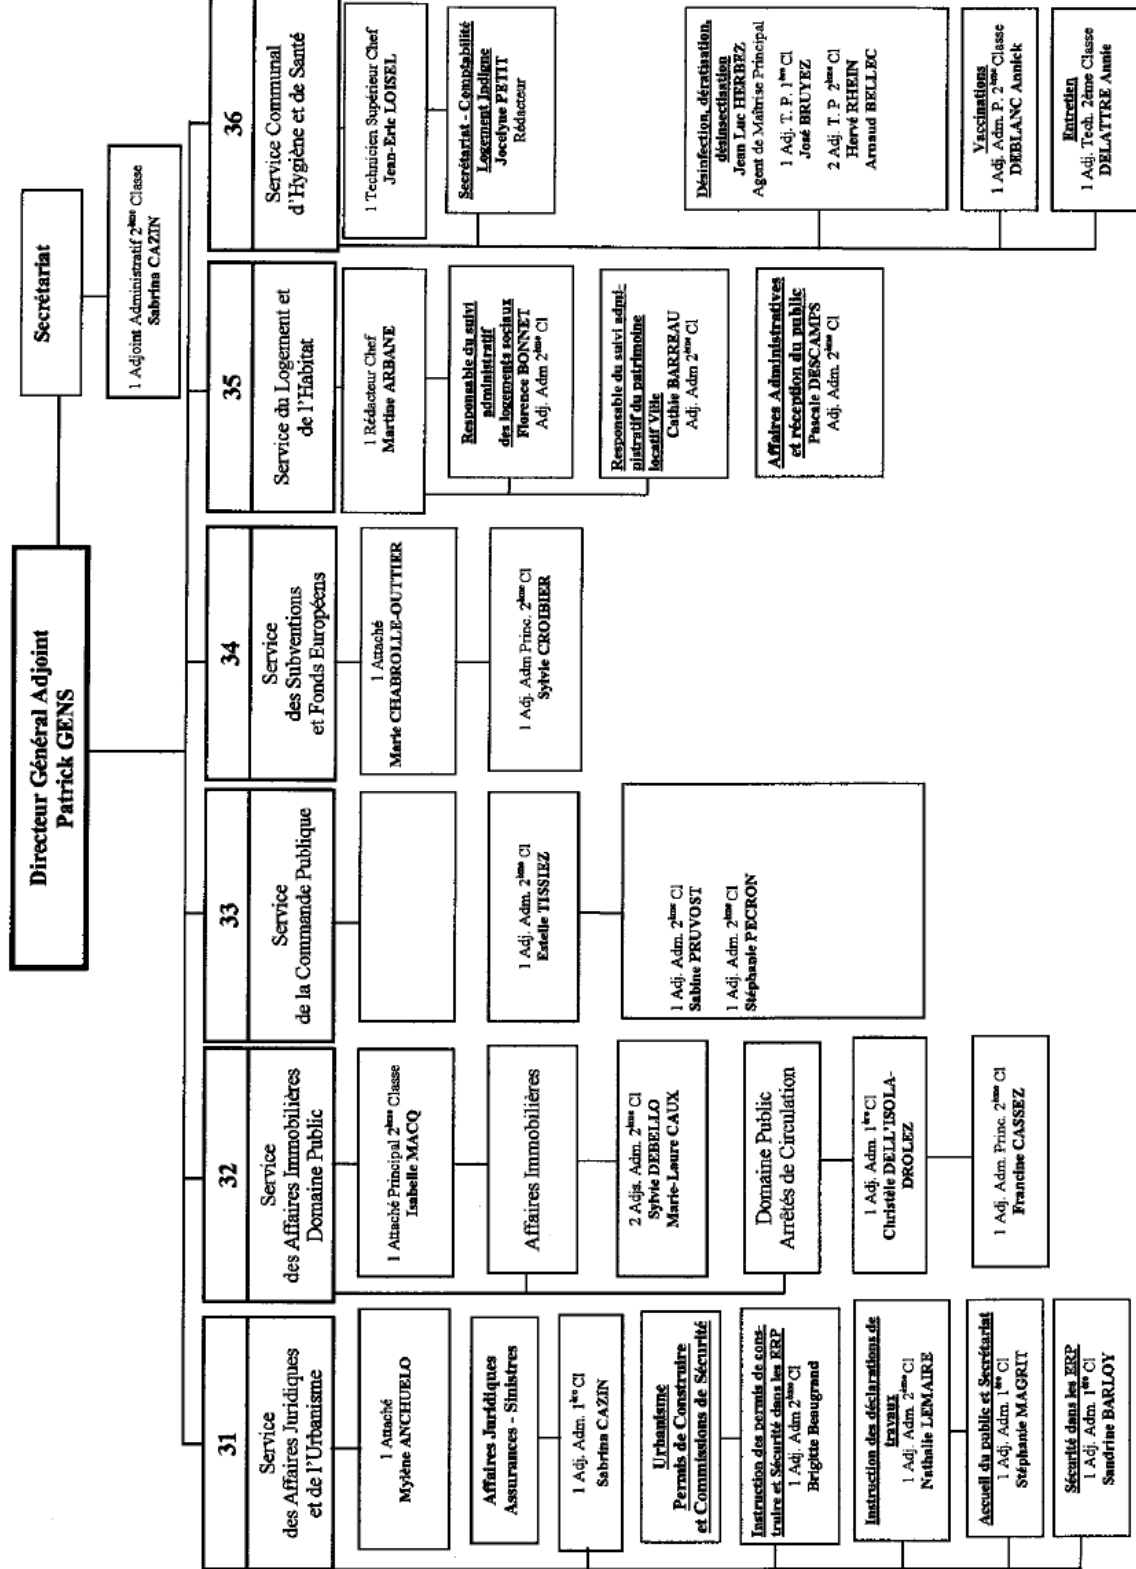 Directeur Général Adjoint
Patrick GENS
Secrétariat
1 Adjoint Administratif 2ème Classe
Sabrina CAZIN
31
Service
des Affaires Juridiques
et de l'Urbanisme
1 Attaché
Mylène ANCHUELO
Affaires Juridiques
Assurances - Sinistres
1 Adj. Adm. 1ère Cl
Sabrina CAZIN
Urbanisme
Permis de Construire
et Commissions de Sécurité
Instruction des permis de cons-
truire et Sécurité dans les ERP
1 Adj. Adm 2ème Cl
Brigitte Beaugrand
Instruction des déclarations de
travaux
1 Adj. Adm. 2ème Cl
Nathalie LEMAIRE
Accueil du public et Secrétariat
1 Adj. Adm. 1ère Cl
Stéphanie MAGRIT
Sécurité dans les ERP
1 Adj. Adm 1ère Cl
Sandrine BARLOY
32
Service
des Affaires Immobilières
Domaine Public
1 Attaché Principal 2ème Classe
Isabelle MACQ
Affaires Immobilières
2 Adjs. Adm. 2ème Cl
Sylvie DEBELLO
Marie-Laure CAUX
Domaine Public
Arrêtés de Circulation
1 Adj. Adm. 1ère Cl
Christèle DELL'ISOLA-
DROLEZ
1 Adj. Adm. Princ. 2ème Cl
Francine CASSEZ
33
Service
de la Commande Publique
1 Adj. Adm. 2ème Cl
Estelle TISSIEZ
1 Adj. Adm. 2ème Cl
Sabine PRUVOST
1 Adj. Adm. 2ème Cl
Stéphanie PECRON
34
Service
des Subventions
et Fonds Européens
1 Attaché
Marie CHABROLLE-OUTTIER
1 Adj. Adm Princ. 2ème Cl
Sylvie CROIBIER
35
Service du Logement et
de l'Habitat
1 Rédacteur Chef
Martine ARBANE
Responsable du suivi
administratif
des logements sociaux
Florence BONNET
Adj. Adm 2ème Cl
Responsable du suivi admi-
nistratif du patrimoine
locatif Ville
Cathie BARREAU
Adj. Adm 2ème Cl
Affaires Administratives
et réception du public
Pascale DESCAMPS
Adj. Adm. 2ème Cl
36
Service Communal
d'Hygiène et de Santé
1 Technicien Supérieur Chef
Jean-Eric LOISEL
Secrétariat - Comptabilité
Logement Indigne
Jocelyne PETIT
Rédacteur
Désinfection, dératisation,
désinsectisation
Jean Luc HERBEZ
Agent de Maîtrise Principal
1 Adj. T. P. 1ère Cl
José BRUYEZ
2 Adj. T. P 2ème Cl
Hervé RHEIN
Arnaud BELLEC
Vaccinations
1 Adj. Adm P. 2ème Classe
DEBLANC Annick
Entretien
1 Adj. Tech. 2ème Classe
DELATTRE Annie